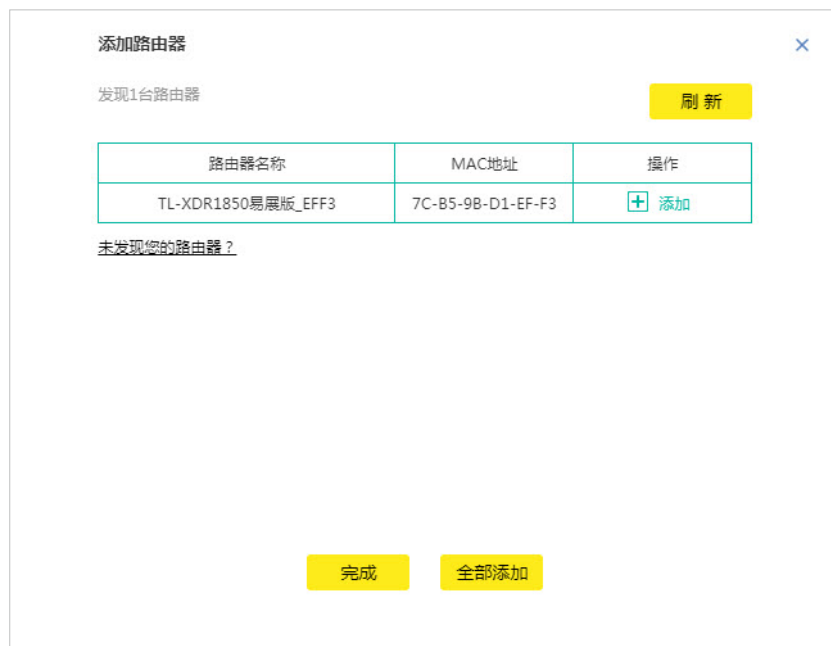 添加路由器
发现1台路由器
刷 新
路由器名称 MAC地址 操作
TL-XDR1850易展版_EFF3 7C-B5-9B-D1-EF-F3 添加
未发现您的路由器？
完成 全部添加